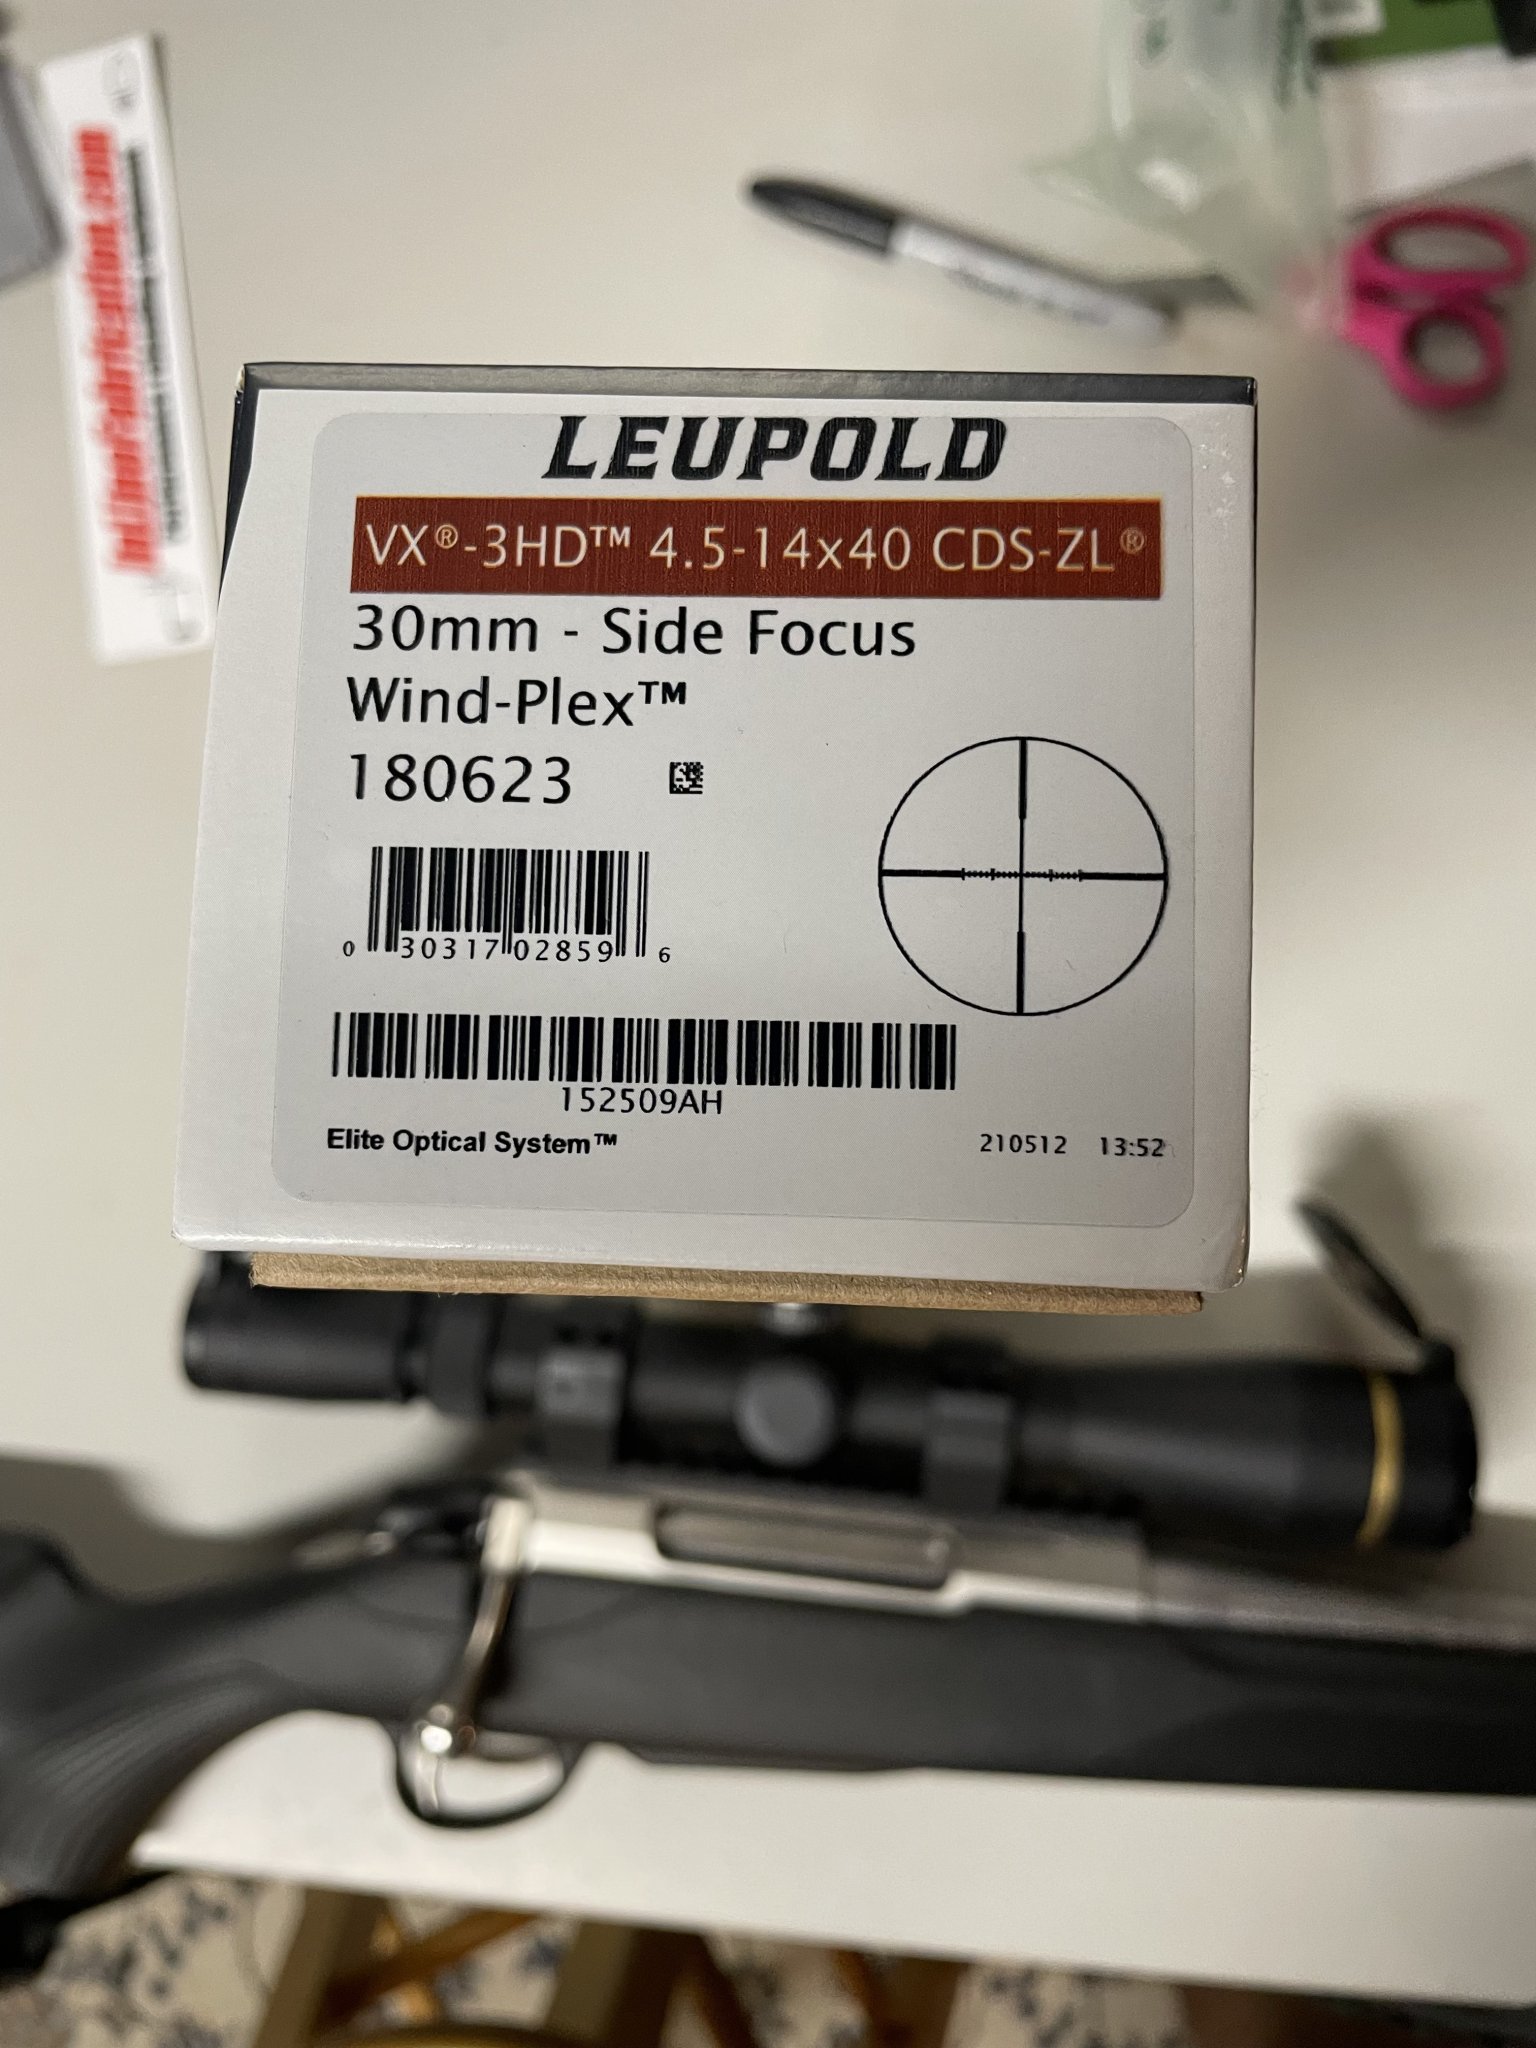 LEUPOLD
VX®-3HD™ 4.5-14x40 CDS-ZL®
30mm - Side Focus
Wind-Plex™
180623
0 30317 02859 6
152509AH
Elite Optical System™
210512 13:52